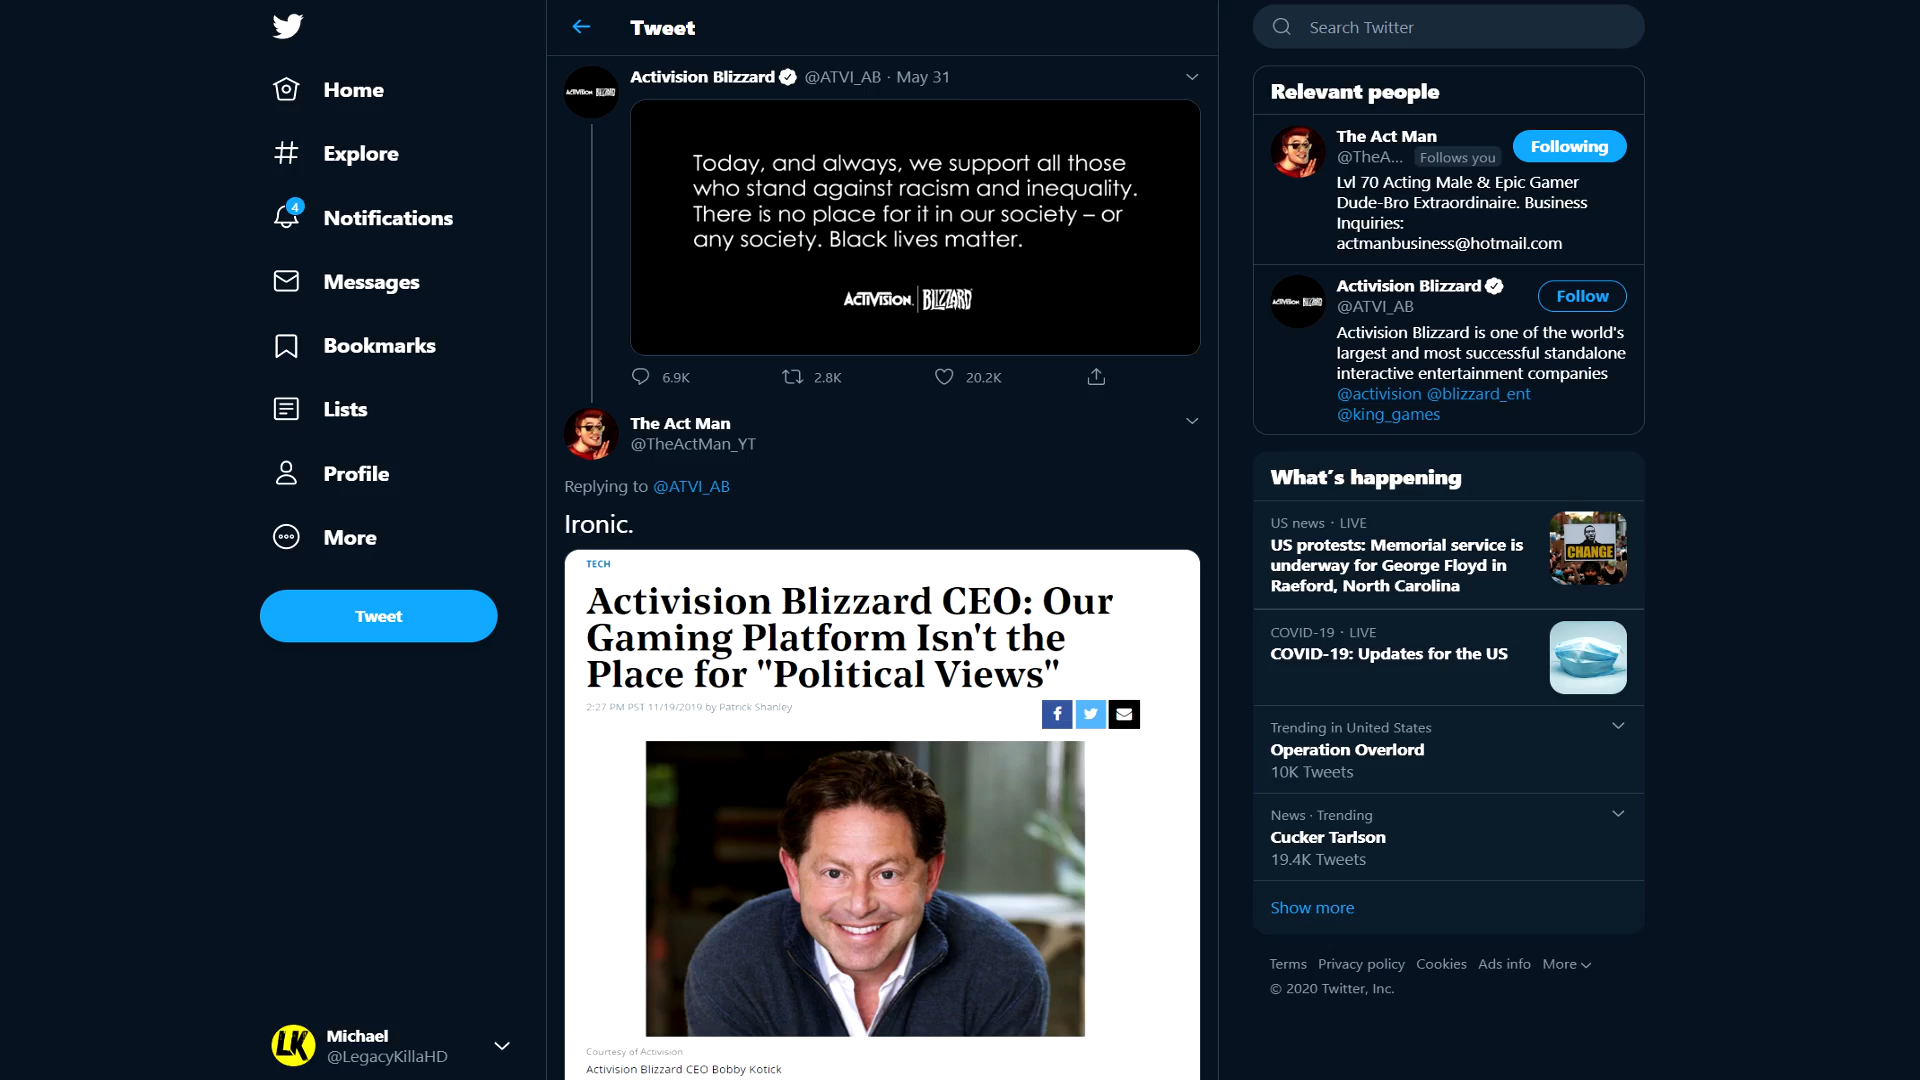 Home
Explore
4
Notifications
Messages
Bookmarks
Lists
Profile
More
Tweet
LK
Michael
@LegacyKillaHD
Tweet
ACTIVISION BLIZZARD
Activision Blizzard @ATVI_AB · May 31
Today, and always, we support all those
who stand against racism and inequality.
There is no place for it in our society – or
any society. Black lives matter.
ACTIVISION. BLIZZARD
6.9K 2.8K 20.2K
The Act Man
@TheActMan_YT
Replying to @ATVI_AB
Ironic.
TECH
Activision Blizzard CEO: Our
Gaming Platform Isn't the
Place for "Political Views"
2:27 PM PST 11/19/2019 by Patrick Shanley
Courtesy of Activision
Activision Blizzard CEO Bobby Kotick
Search Twitter
Relevant people
The Act Man
@TheA... Follows you
Following
Lvl 70 Acting Male & Epic Gamer
Dude-Bro Extraordinaire. Business
Inquiries:
actmanbusiness@hotmail.com
ACTIVISION BLIZZARD
Activision Blizzard
@ATVI_AB
Follow
Activision Blizzard is one of the world's
largest and most successful standalone
interactive entertainment companies
@activision @blizzard_ent
@king_games
What's happening
US news · LIVE
US protests: Memorial service is
underway for George Floyd in
Raeford, North Carolina
CHANGE
COVID-19 · LIVE
COVID-19: Updates for the US
Trending in United States
Operation Overlord
10K Tweets
News · Trending
Cucker Tarlson
19.4K Tweets
Show more
Terms Privacy policy Cookies Ads info More
© 2020 Twitter, Inc.